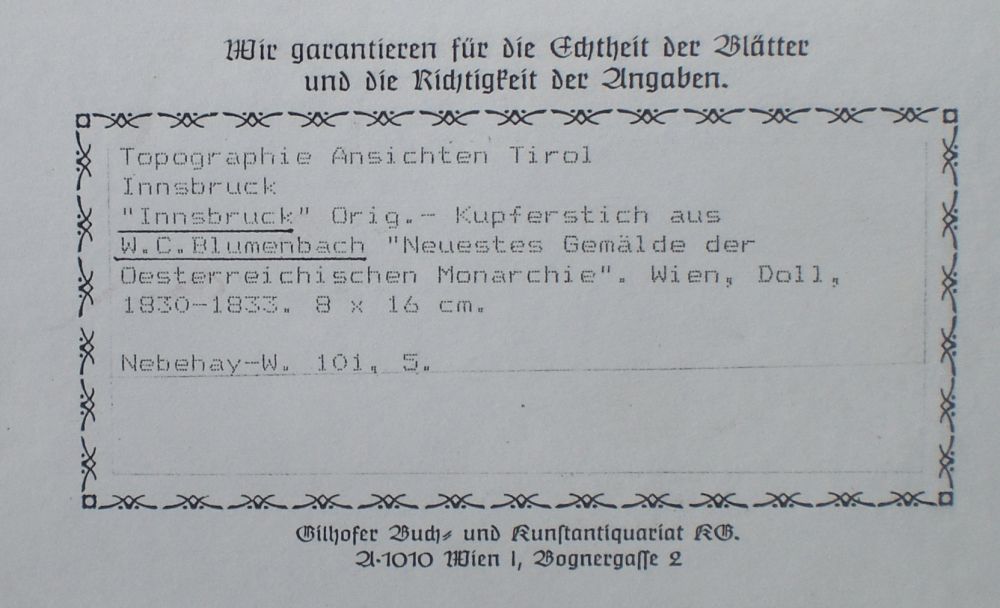 Wir garantieren für die Echtheit der Blätter
und die Richtigkeit der Angaben.
Topographie Ansichten Tirol
Innsbruck
"Innsbruck" Orig.- Kupferstich aus
W.C.Blumenbach "Neuestes Gemälde der
Oesterreichischen Monarchie". Wien, Doll,
1830-1833. 8 x 16 cm.
Nebehay-W. 101, 5.
Gilhofer Buch- und Kunstantiquariat KG.
A-1010 Wien I, Bognergasse 2